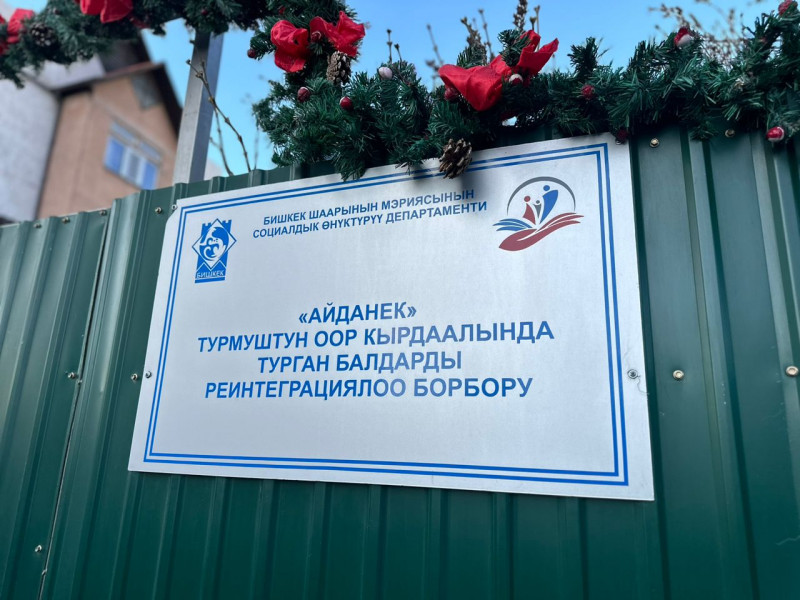 БИШКЕК ШААРЫНЫН МЭРИЯСЫНЫН
СОЦИАЛДЫК ӨНҮКТҮРҮҮ ДЕПАРТАМЕНТИ
БИШКЕК
«АЙДАНЕК»
ТУРМУШТУН ООР КЫРДААЛЫНДА
ТУРГАН БАЛДАРДЫ
РЕИНТЕГРАЦИЯЛОО БОРБОРУ